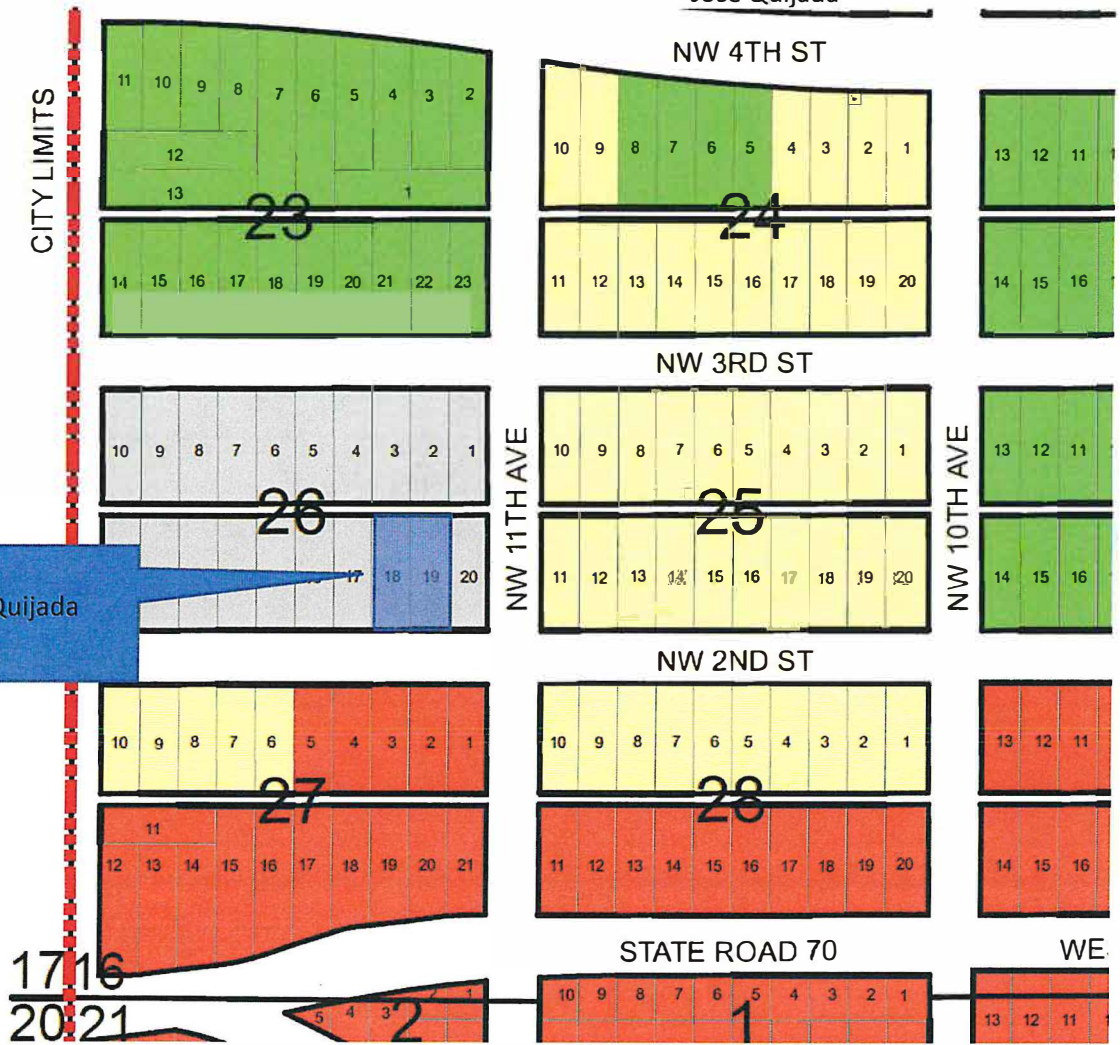 Jose Quijada
NW 4TH ST
CITY LIMITS
11 10 9 8 7 6 5 4 3 2
12
13 1
23
14 15 16 17 18 19 20 21 22 23
10 9 8 7 6 5 4 3 2 1
24
11 12 13 14 15 16 17 18 19 20
13 12 11
14 15 16
NW 3RD ST
10 9 8 7 6 5 4 3 2 1
26
17 18 19 20
Quijada
NW 11TH AVE
10 9 8 7 6 5 4 3 2 1
25
11 12 13 14 15 16 17 18 19 20
NW 10TH AVE
13 12 11
14 15 16
NW 2ND ST
10 9 8 7 6 5 4 3 2 1
27
11
12 13 14 15 16 17 18 19 20 21
10 9 8 7 6 5 4 3 2 1
28
11 12 13 14 15 16 17 18 19 20
13 12 11
14 15 16
STATE ROAD 70
17 16
20 21
5 4 3 2 1
2
10 9 8 7 6 5 4 3 2 1
1
13 12 11